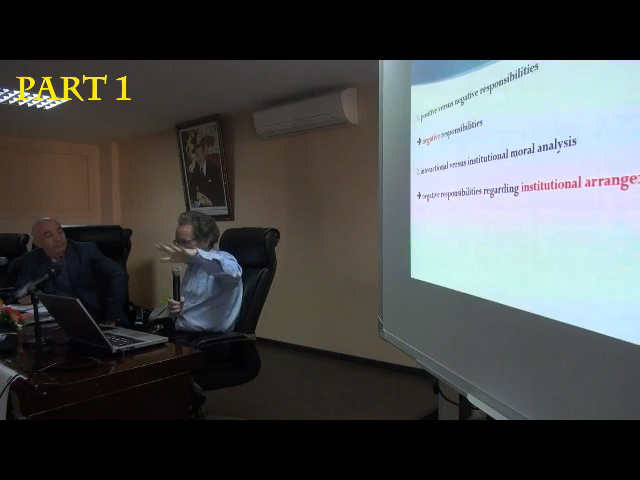 PART 1
1. positive versus negative responsibilities
➔ negative responsibilities
2. interactional versus institutional moral analysis
➔ negative responsibilities regarding institutional arrange